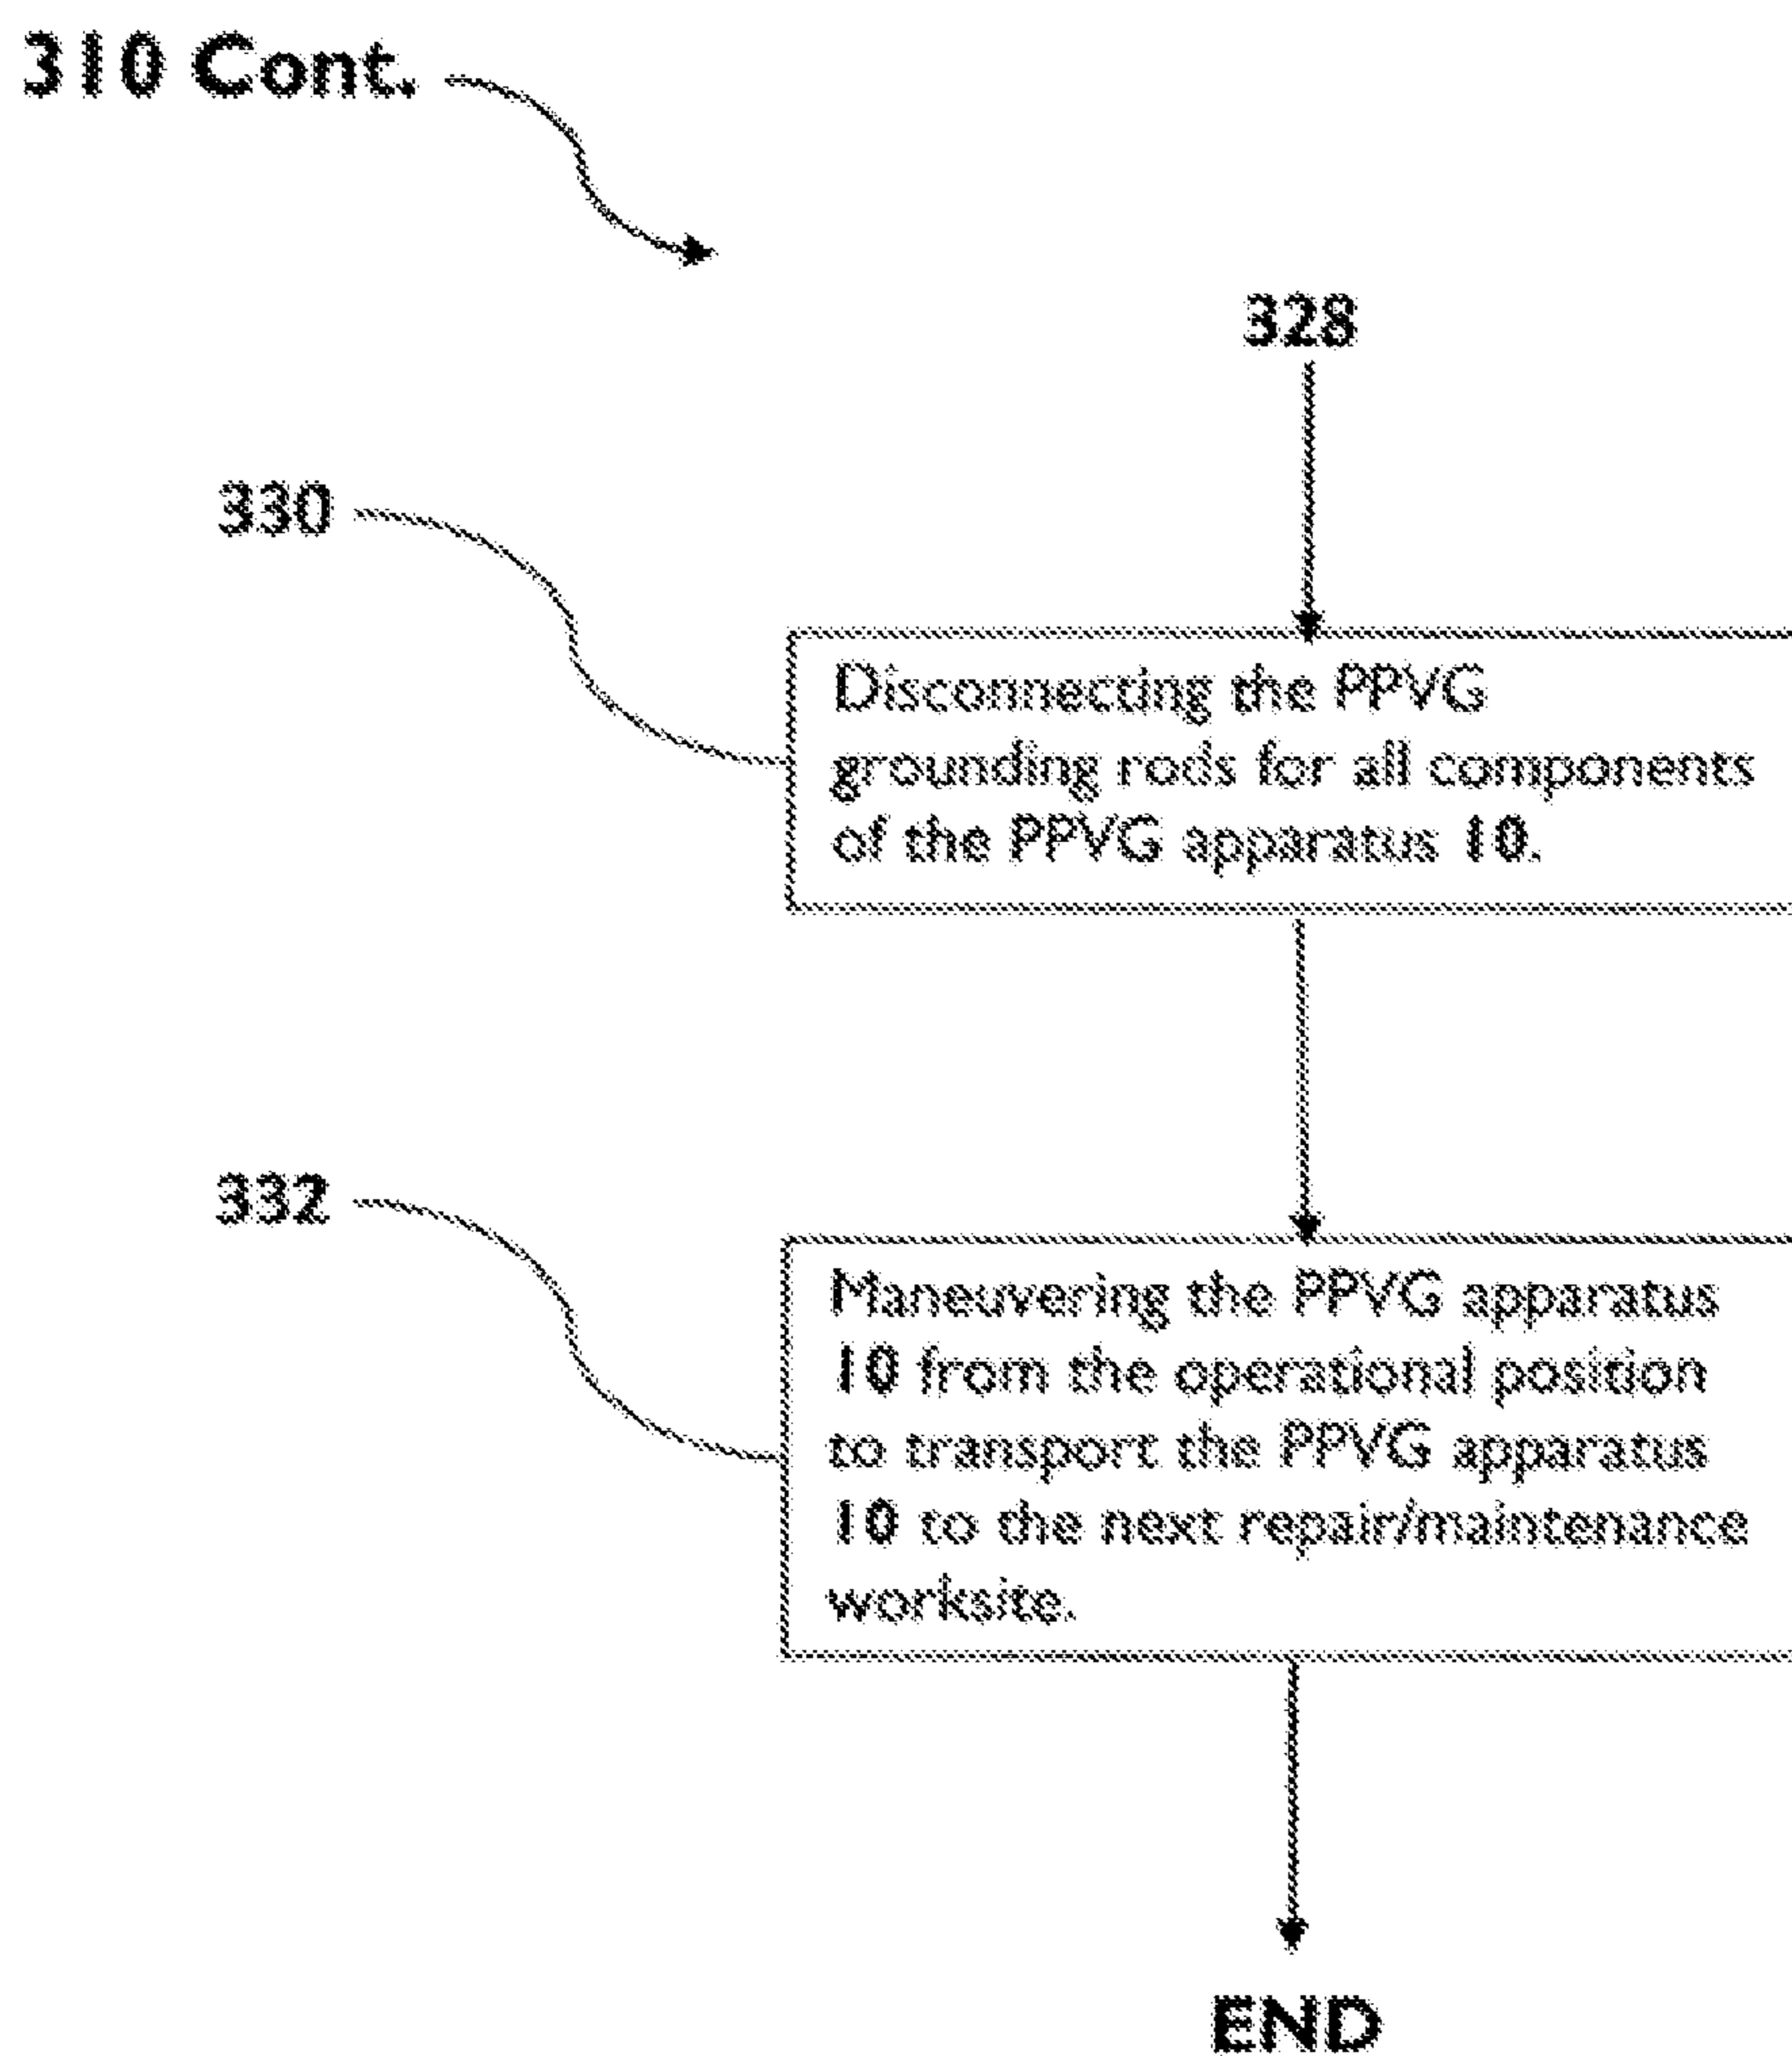 310 Cont.
328
330
Disconnecting the PPVG
grounding rods for all components
of the PPVG apparatus 10.
332
Maneuvering the PPVG apparatus
10 from the operational position
to transport the PPVG apparatus
10 to the next repair/maintenance
worksite.
END